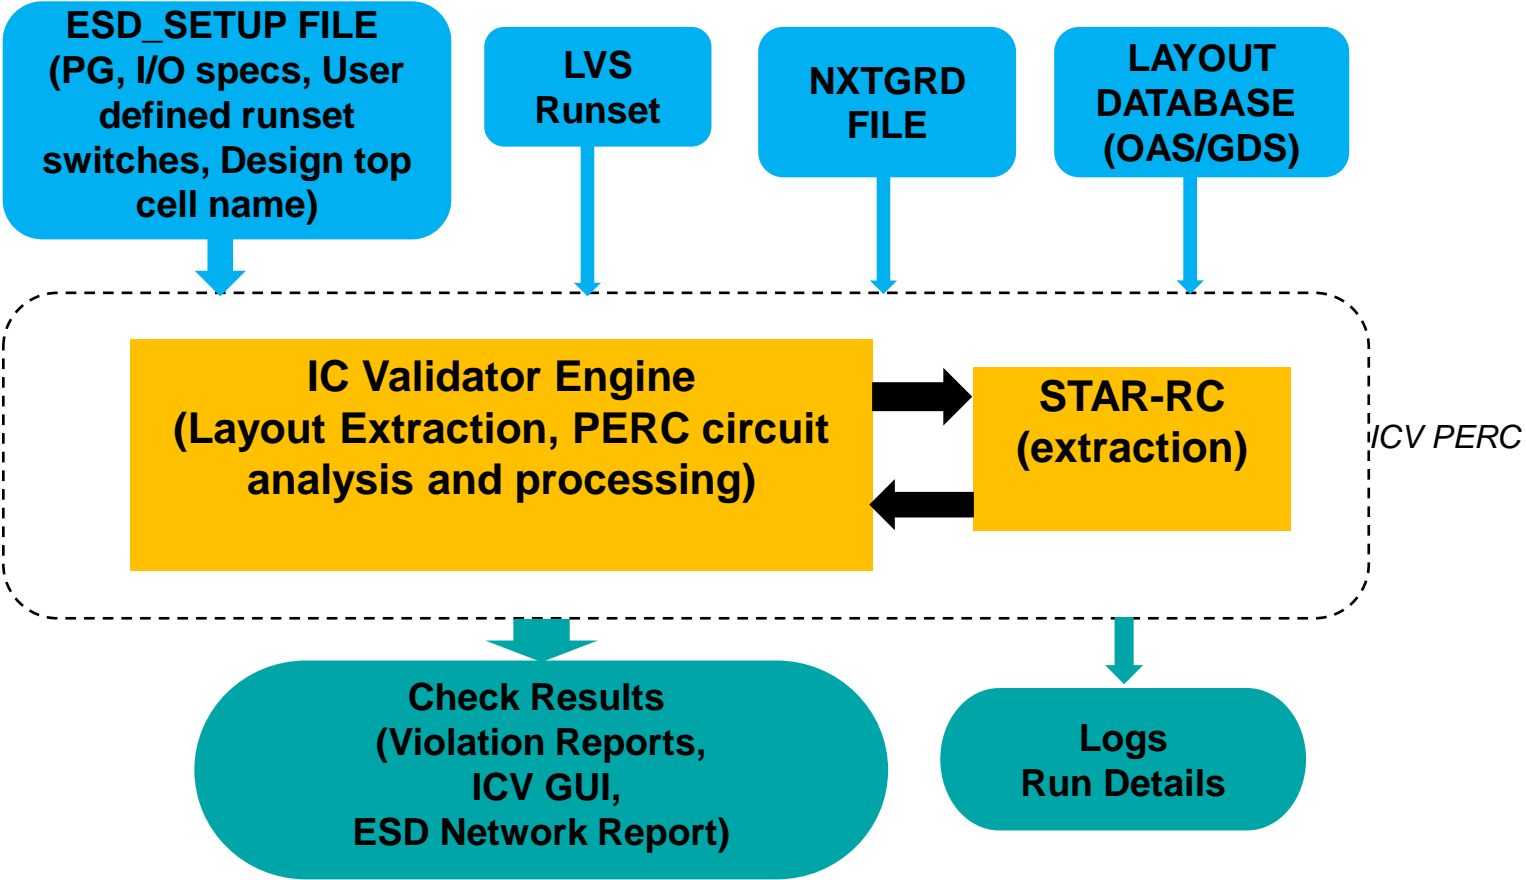 ESD_SETUP FILE
(PG, I/O specs, User
defined runset
switches, Design top
cell name)
LVS
Runset
NXTGRD
FILE
LAYOUT
DATABASE
(OAS/GDS)
IC Validator Engine
(Layout Extraction, PERC circuit
analysis and processing)
STAR-RC
(extraction)
ICV PERC
Check Results
(Violation Reports,
ICV GUI,
ESD Network Report)
Logs
Run Details